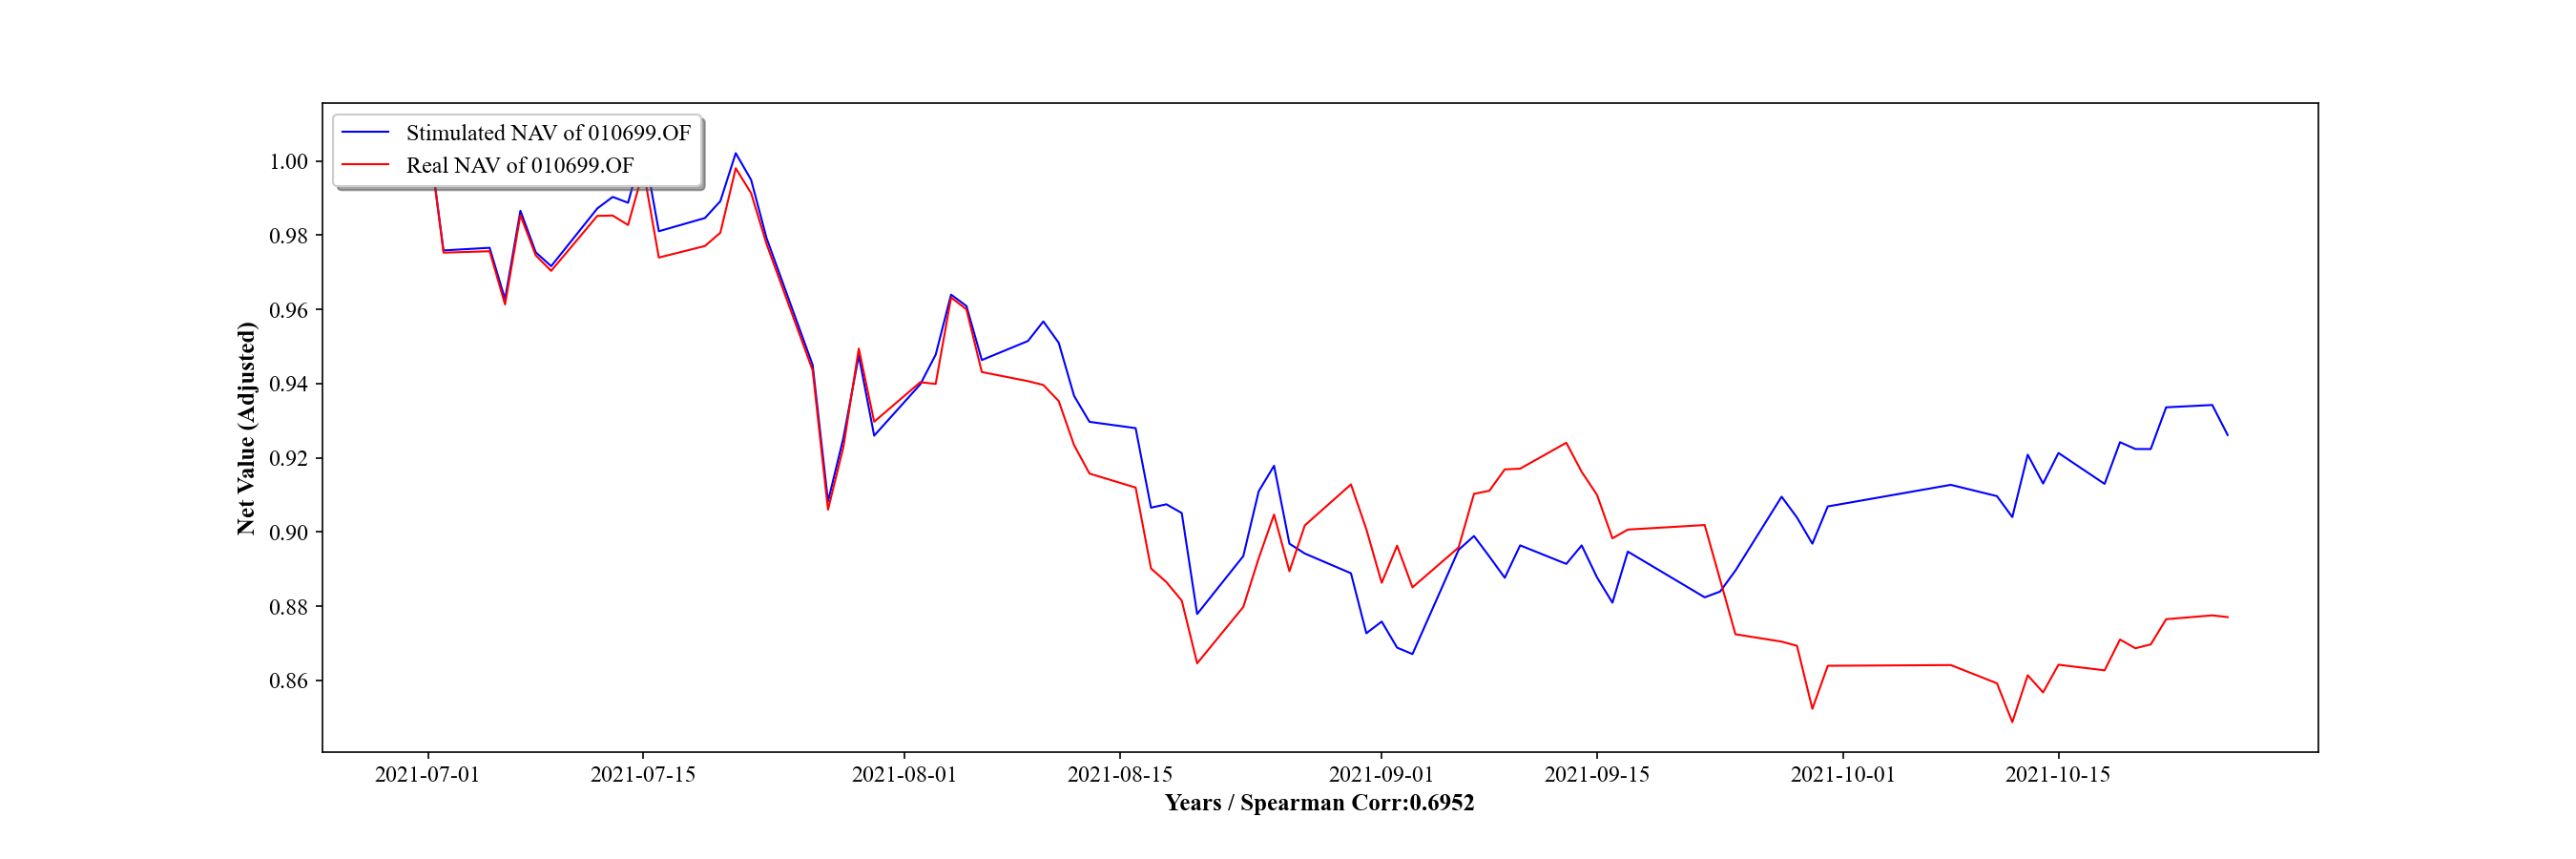 Stimulated NAV of 010699.OF
Real NAV of 010699.OF
1.00
0.98
0.96
0.94
0.92
0.90
0.88
0.86
Net Value (Adjusted)
2021-07-01 2021-07-15 2021-08-01 2021-08-15 2021-09-01 2021-09-15 2021-10-01 2021-10-15
Years / Spearman Corr:0.6952